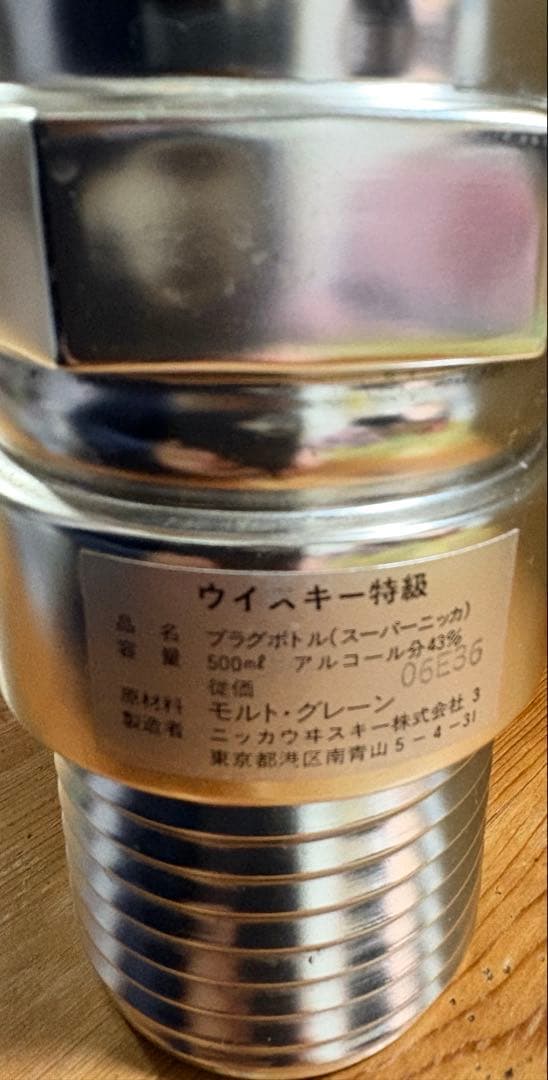 ウイスキー特級
品名 プラグボトル(スーパーニッカ)
容量 500ml アルコール分43%
従価 06E36
原材料 モルト・グレーン
製造者 ニッカウヰスキー株式会社 3
東京都港区南青山5-4-31